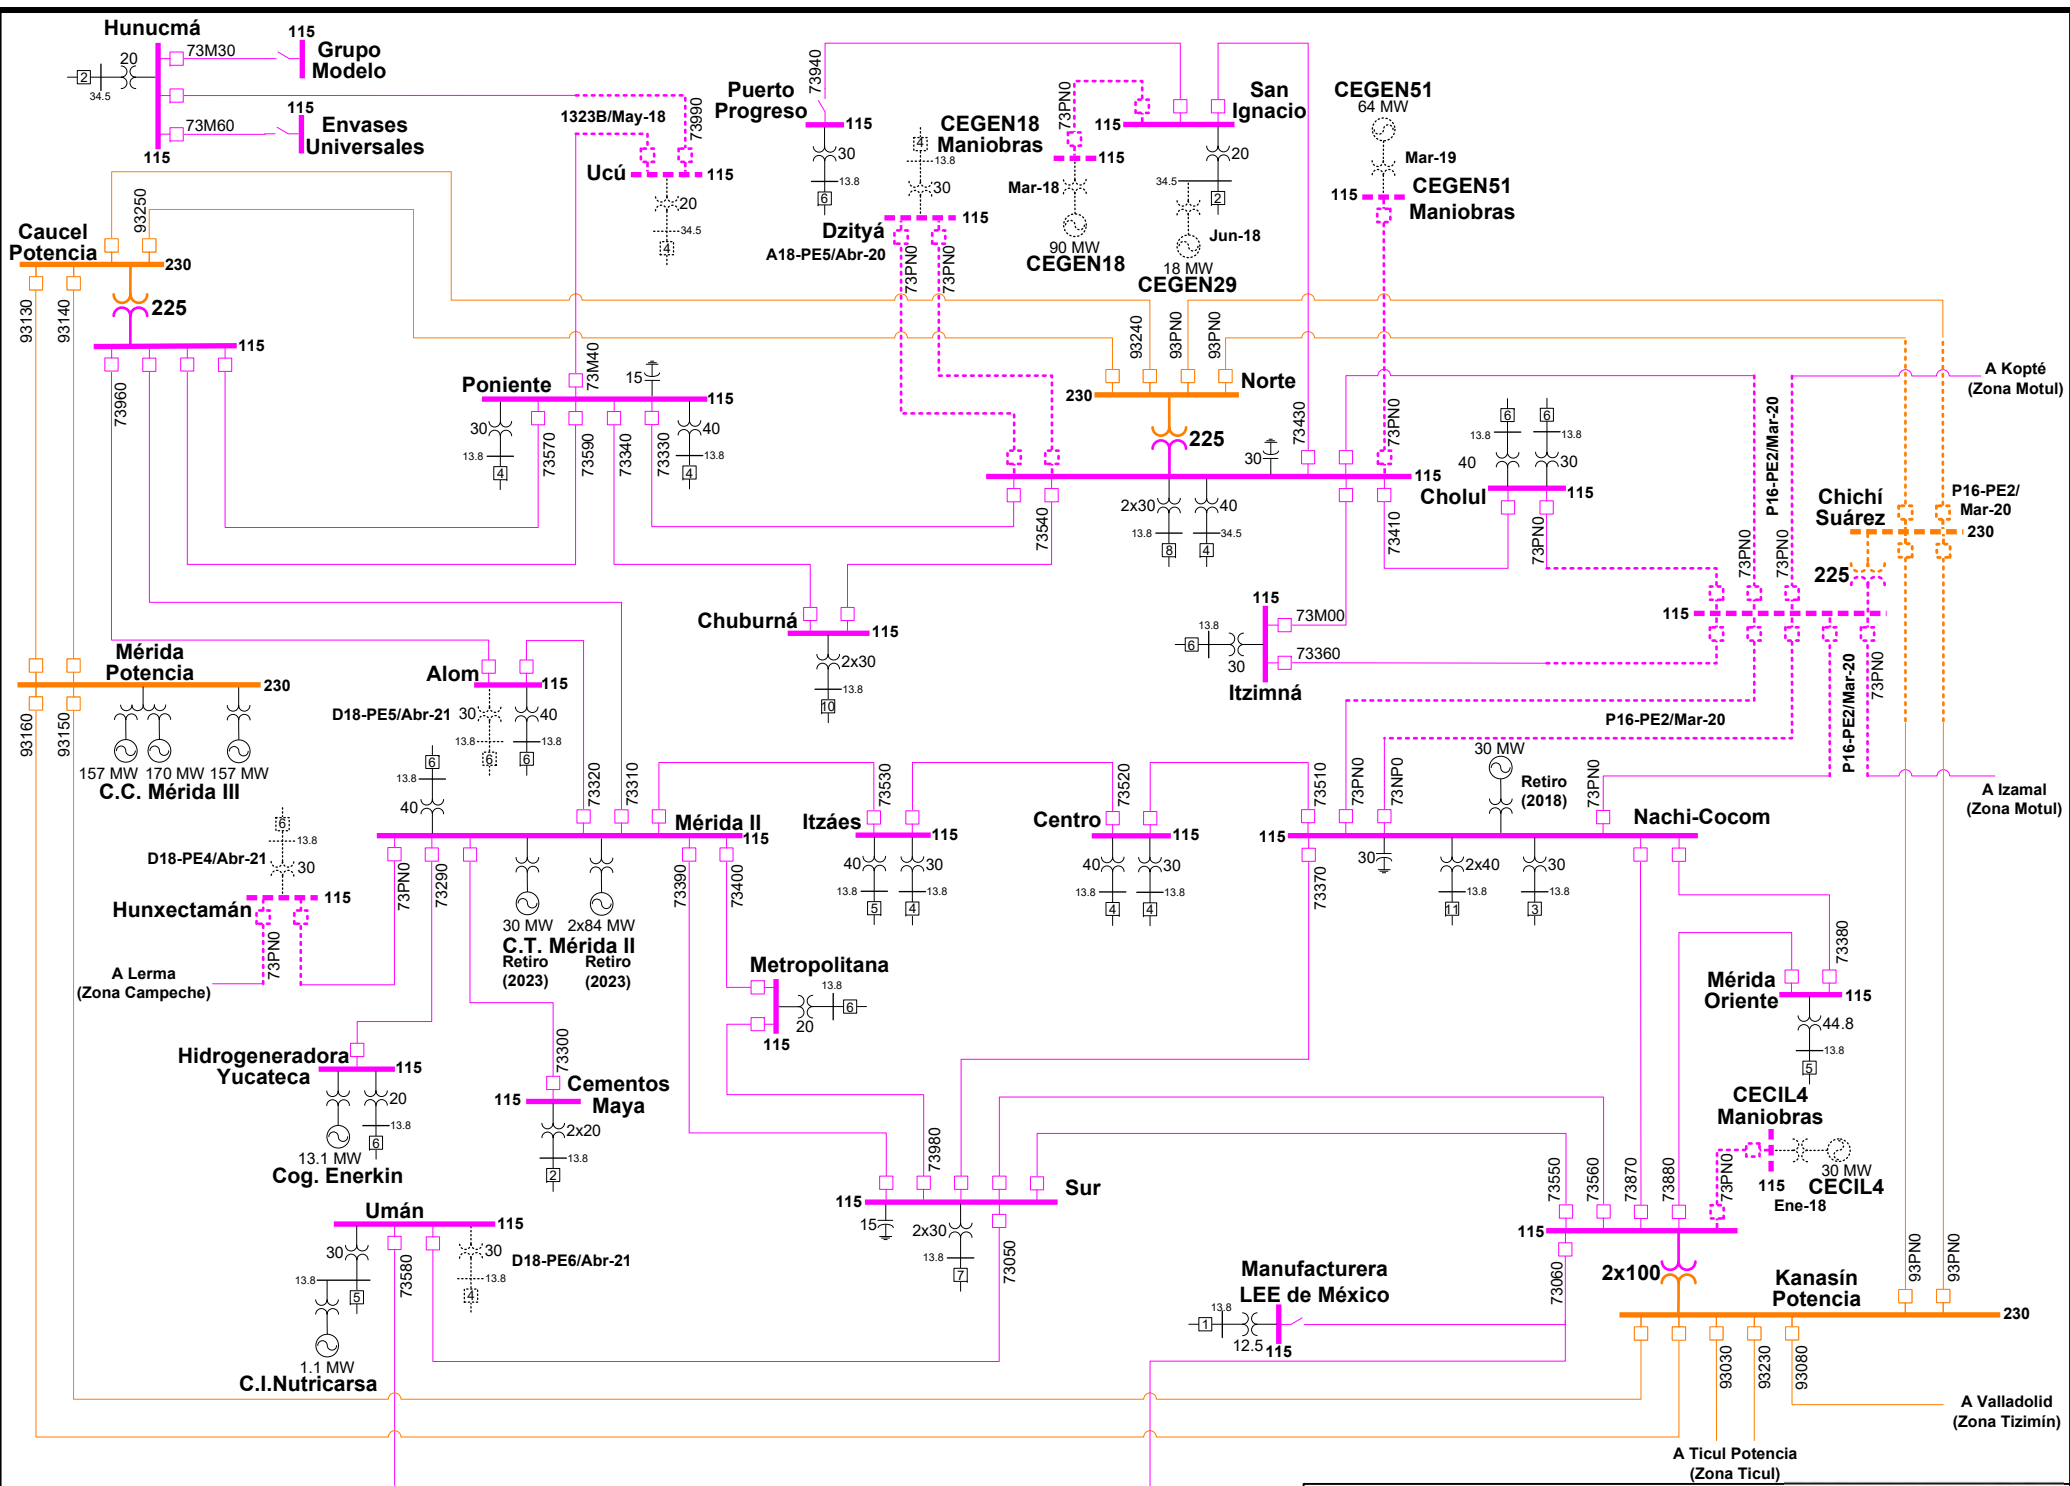 Hunucmá
115
20
2
34.5
73M30
Grupo
Modelo
115
73M60
Envases
Universales
115
1323B/May-18
73990
Ucú
115
20
34.5
4
Puerto
Progreso
73940
115
30
13.8
6
CEGEN18
Maniobras
73PN0
115
Mar-18
90 MW
CEGEN18
San
Ignacio
115
20
34.5
2
Jun-18
18 MW
CEGEN29
4
13.8
30
Dzityá
115
A18-PE5/Abr-20
73PN0
73PN0
CEGEN51
64 MW
Mar-19
115
CEGEN51
Maniobras
73PN0
Caucel
Potencia
93250
230
93130
93140
225
115
73960
Poniente
73M40
15
115
30
13.8
4
73570
73590
73340
73330
40
13.8
4
93240
93PN0
93PN0
230
Norte
225
30
73430
115
2x30
13.8
8
40
34.5
4
73540
73410
A Kopté
(Zona Motul)
P16-PE2/Mar-20
6
13.8
40
6
13.8
30
Cholul
115
73PN0
73PN0
73PN0
Chichí
Suárez
P16-PE2/
Mar-20
230
225
115
Chuburná
115
2x30
13.8
10
115
73M00
73360
13.8
6
30
Itzimná
P16-PE2/Mar-20
P16-PE2/Mar-20
73PN0
A Izamal
(Zona Motul)
Mérida
Potencia
230
93160
93150
157 MW
170 MW
157 MW
C.C. Mérida III
Alom
115
D18-PE5/Abr-21
30
13.8
6
40
13.8
6
6
13.8
40
73320
73310
Mérida II
115
73PN0
73290
30 MW
2x84 MW
C.T. Mérida II
Retiro
(2023)
Retiro
(2023)
73390
73400
73530
Itzáes
115
40
13.8
5
30
13.8
4
73520
Centro
115
40
13.8
4
30
13.8
4
73510
73PN0
73NP0
30 MW
Retiro
(2018)
73PN0
Nachi-Cocom
115
30
73370
2x40
13.8
11
30
13.8
3
6
13.8
30
D18-PE4/Abr-21
Hunxectamán
115
73PN0
A Lerma
(Zona Campeche)
Metropolitana
13.8
6
20
115
73380
Mérida
Oriente
115
44.8
13.8
5
Hidrogeneradora
Yucateca
115
20
13.8
6
13.1 MW
Cog. Enerkin
73300
115
Cementos
Maya
2x20
13.8
2
CECIL4
Maniobras
73PN0
115
Ene-18
30 MW
CECIL4
73980
115
Sur
15
2x30
13.8
7
73050
73550
73560
73870
73880
115
73060
2x100
Umán
115
30
13.8
5
1.1 MW
C.I.Nutricarsa
73580
30
13.8
4
D18-PE6/Abr-21
Manufacturera
LEE de México
13.8
1
12.5
115
Kanasín
Potencia
93PN0
93PN0
230
93030
93230
93080
A Valladolid
(Zona Tizimín)
A Ticul Potencia
(Zona Ticul)